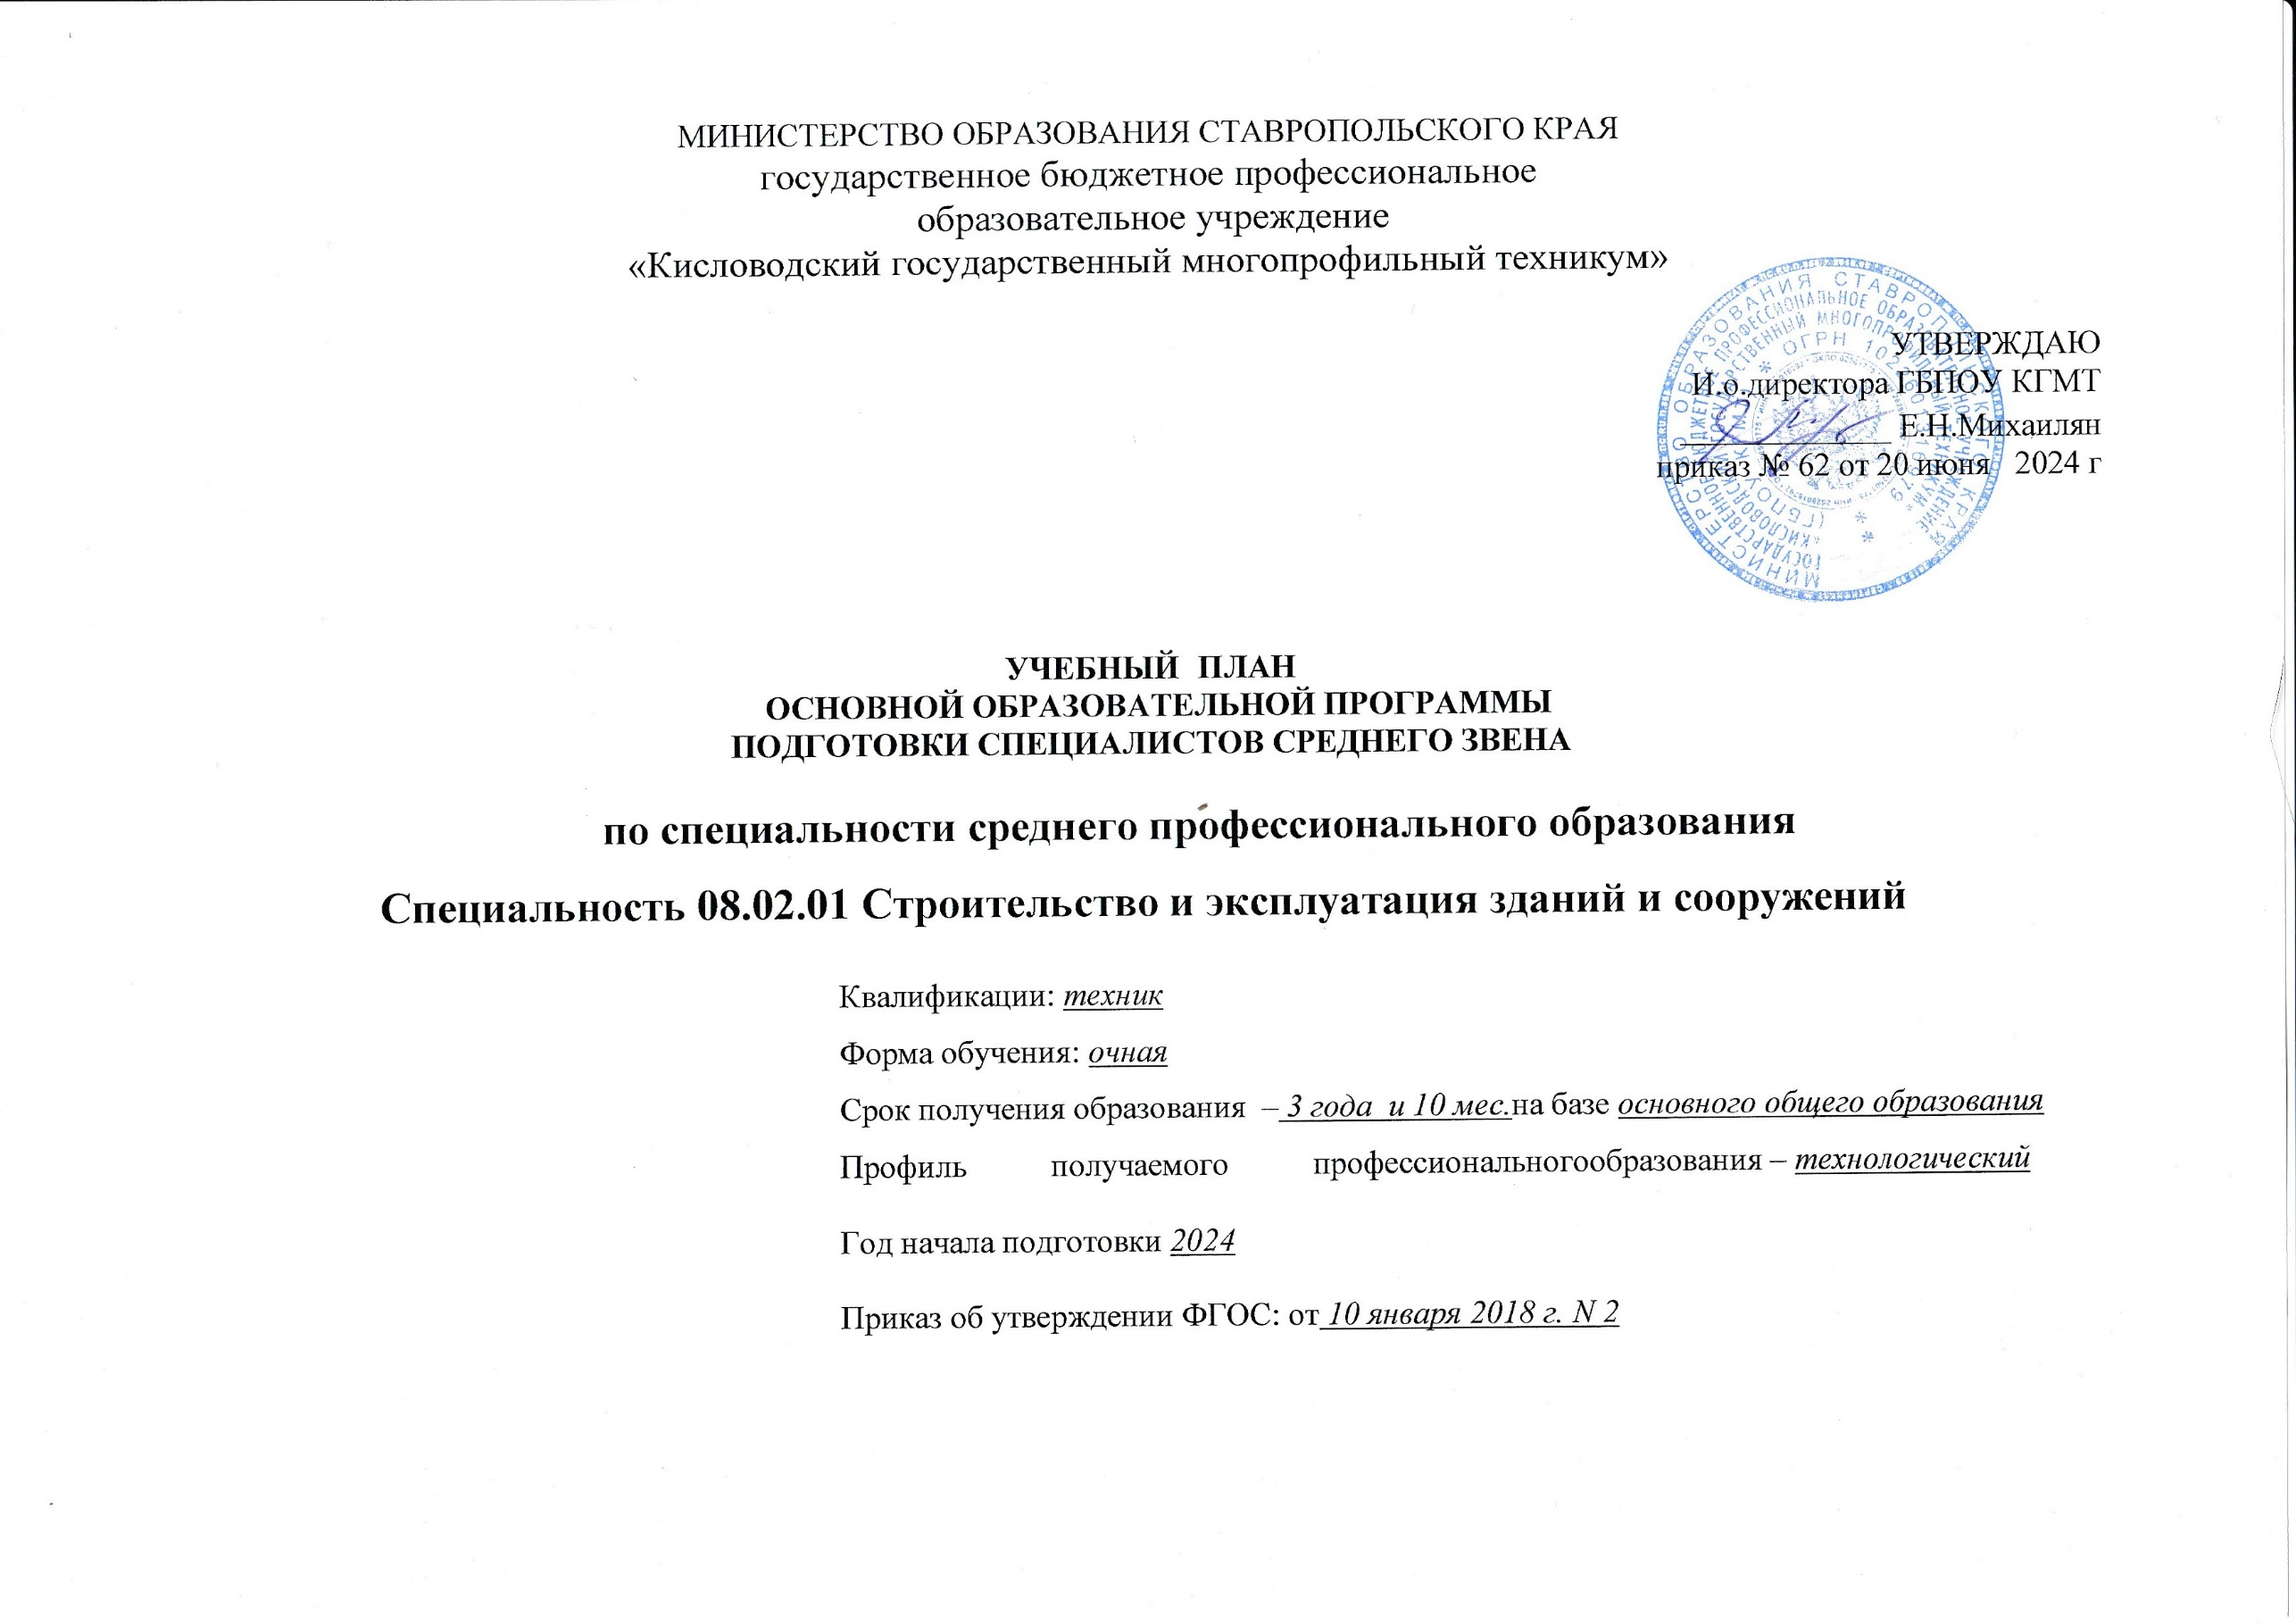 МИНИСТЕРСТВО ОБРАЗОВАНИЯ СТАВРОПОЛЬСКОГО КРАЯ
государственное бюджетное профессиональное
образовательное учреждение
«Кисловодский государственный многопрофильный техникум»
УТВЕРЖДАЮ
И.о.директора ГБПОУ КГМТ
Е.Н.Михаилян
приказ № 62 от 20 июня 2024 г
УЧЕБНЫЙ ПЛАН
ОСНОВНОЙ ОБРАЗОВАТЕЛЬНОЙ ПРОГРАММЫ
ПОДГОТОВКИ СПЕЦИАЛИСТОВ СРЕДНЕГО ЗВЕНА
по специальности среднего профессионального образования
Специальность 08.02.01 Строительство и эксплуатация зданий и сооружений
Квалификации: техник
Форма обучения: очная
Срок получения образования – 3 года и 10 мес.на базе основного общего образования
Профиль получаемого профессиональногообразования – технологический
Год начала подготовки 2024
Приказ об утверждении ФГОС: от 10 января 2018 г. N 2